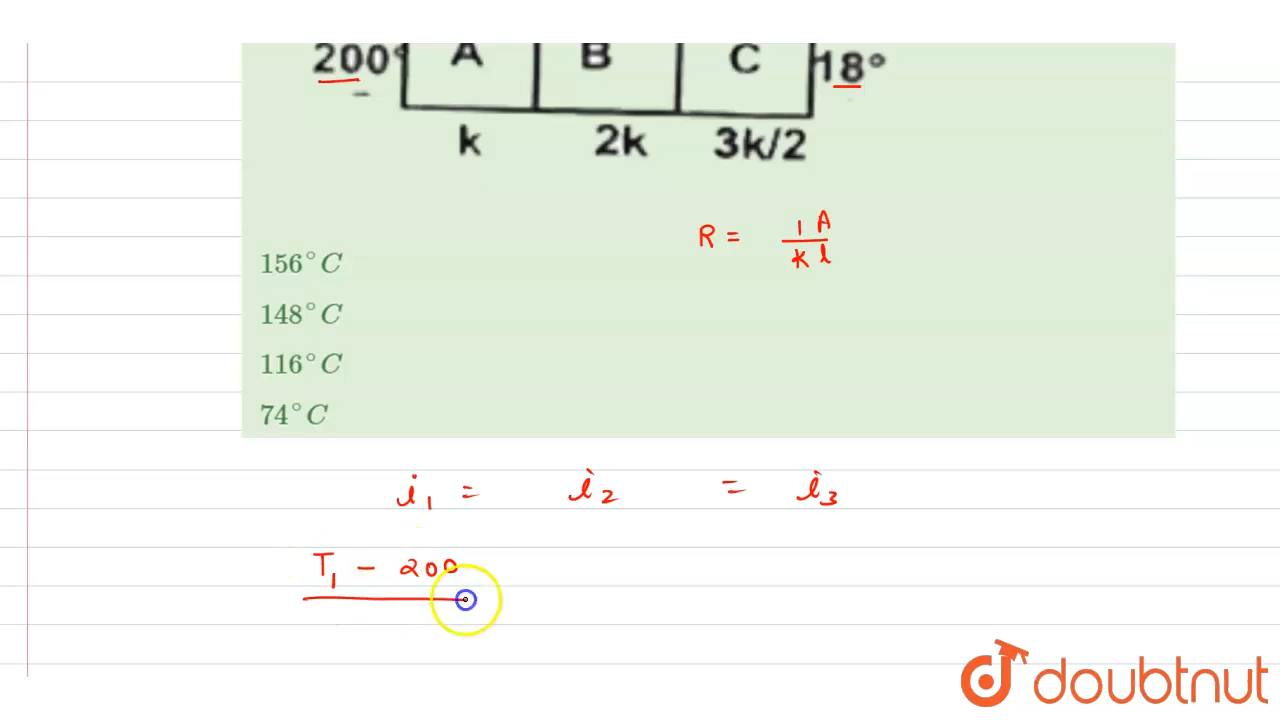 200° A B C 18°
k 2k 3k/2
R = 1 A
k l
156°C
148°C
116°C
74°C
i₁ = i₂ = i₃
T₁ - 200
doubtnut